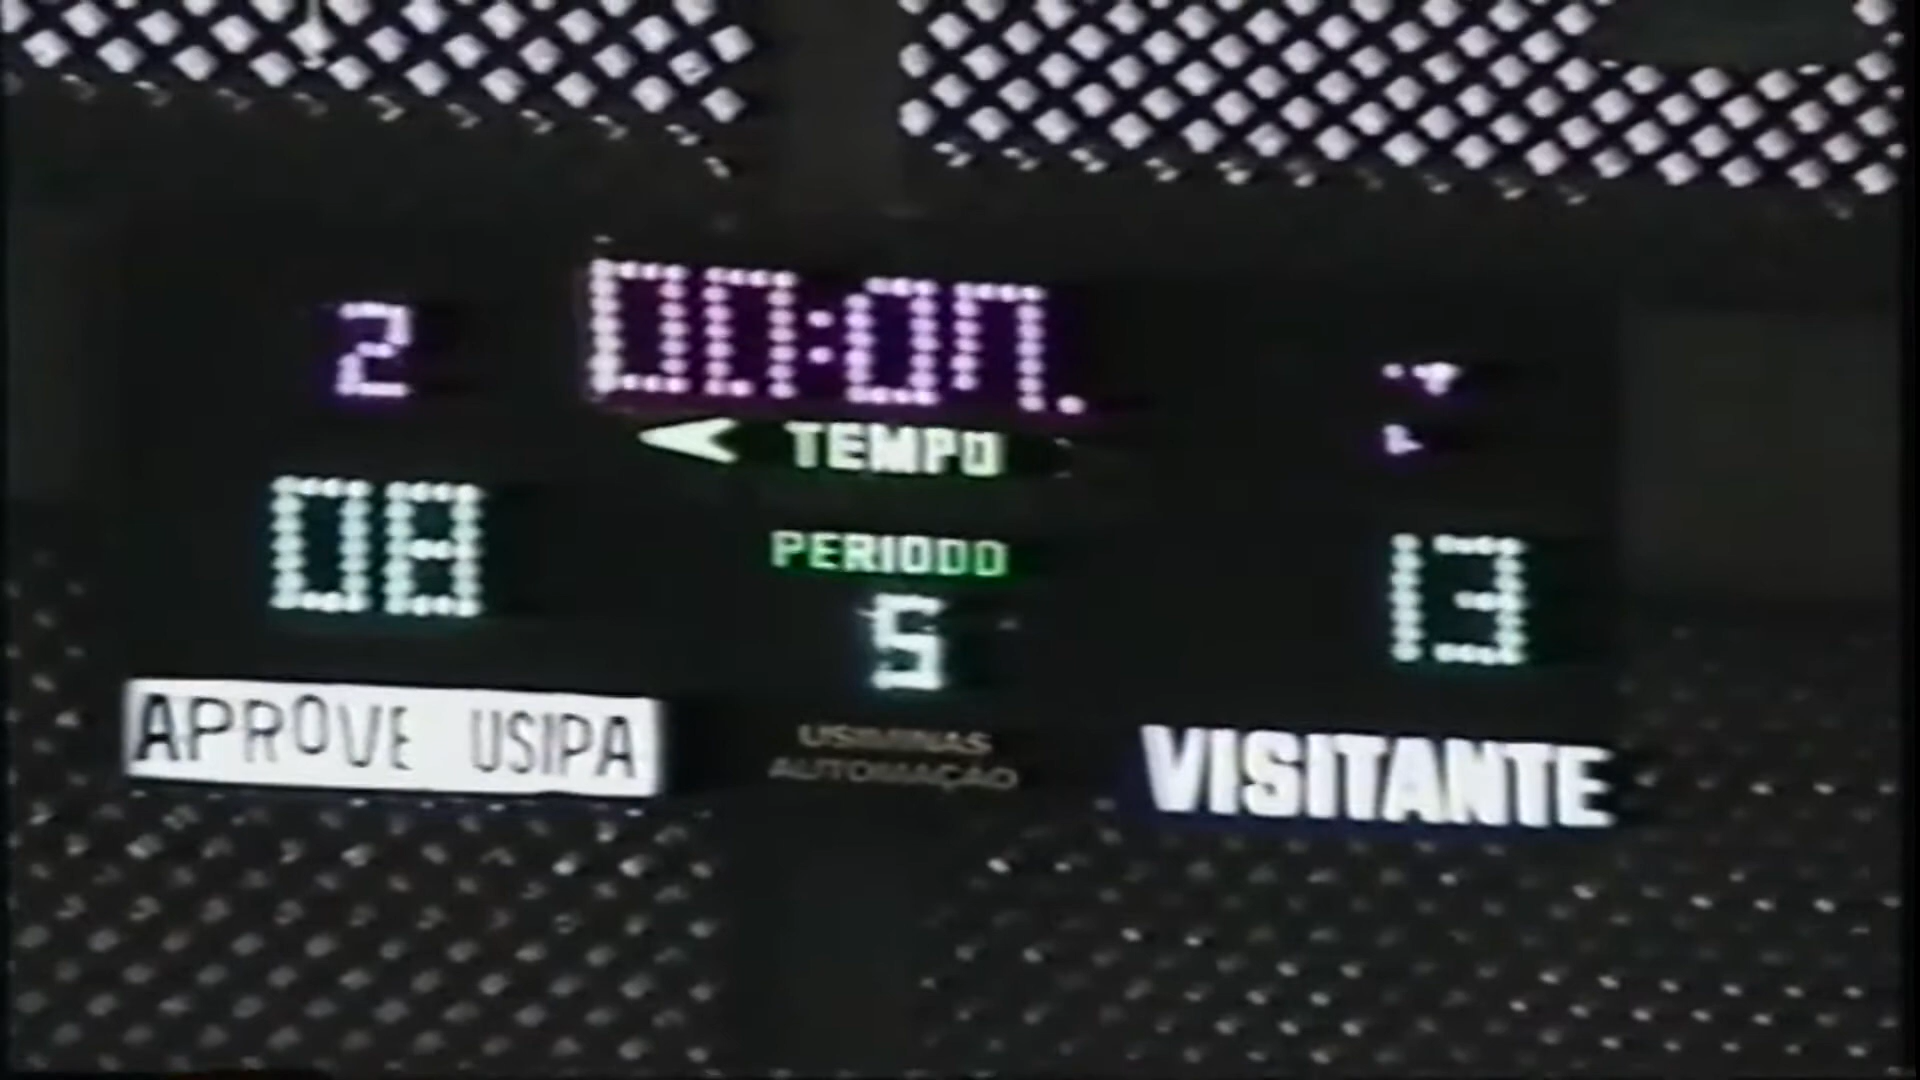 2
00:00.
TEMPO
08
PERIODO
13
5
APROVE USIPA
USIMINAS
AUTOMAÇÃO
VISITANTE